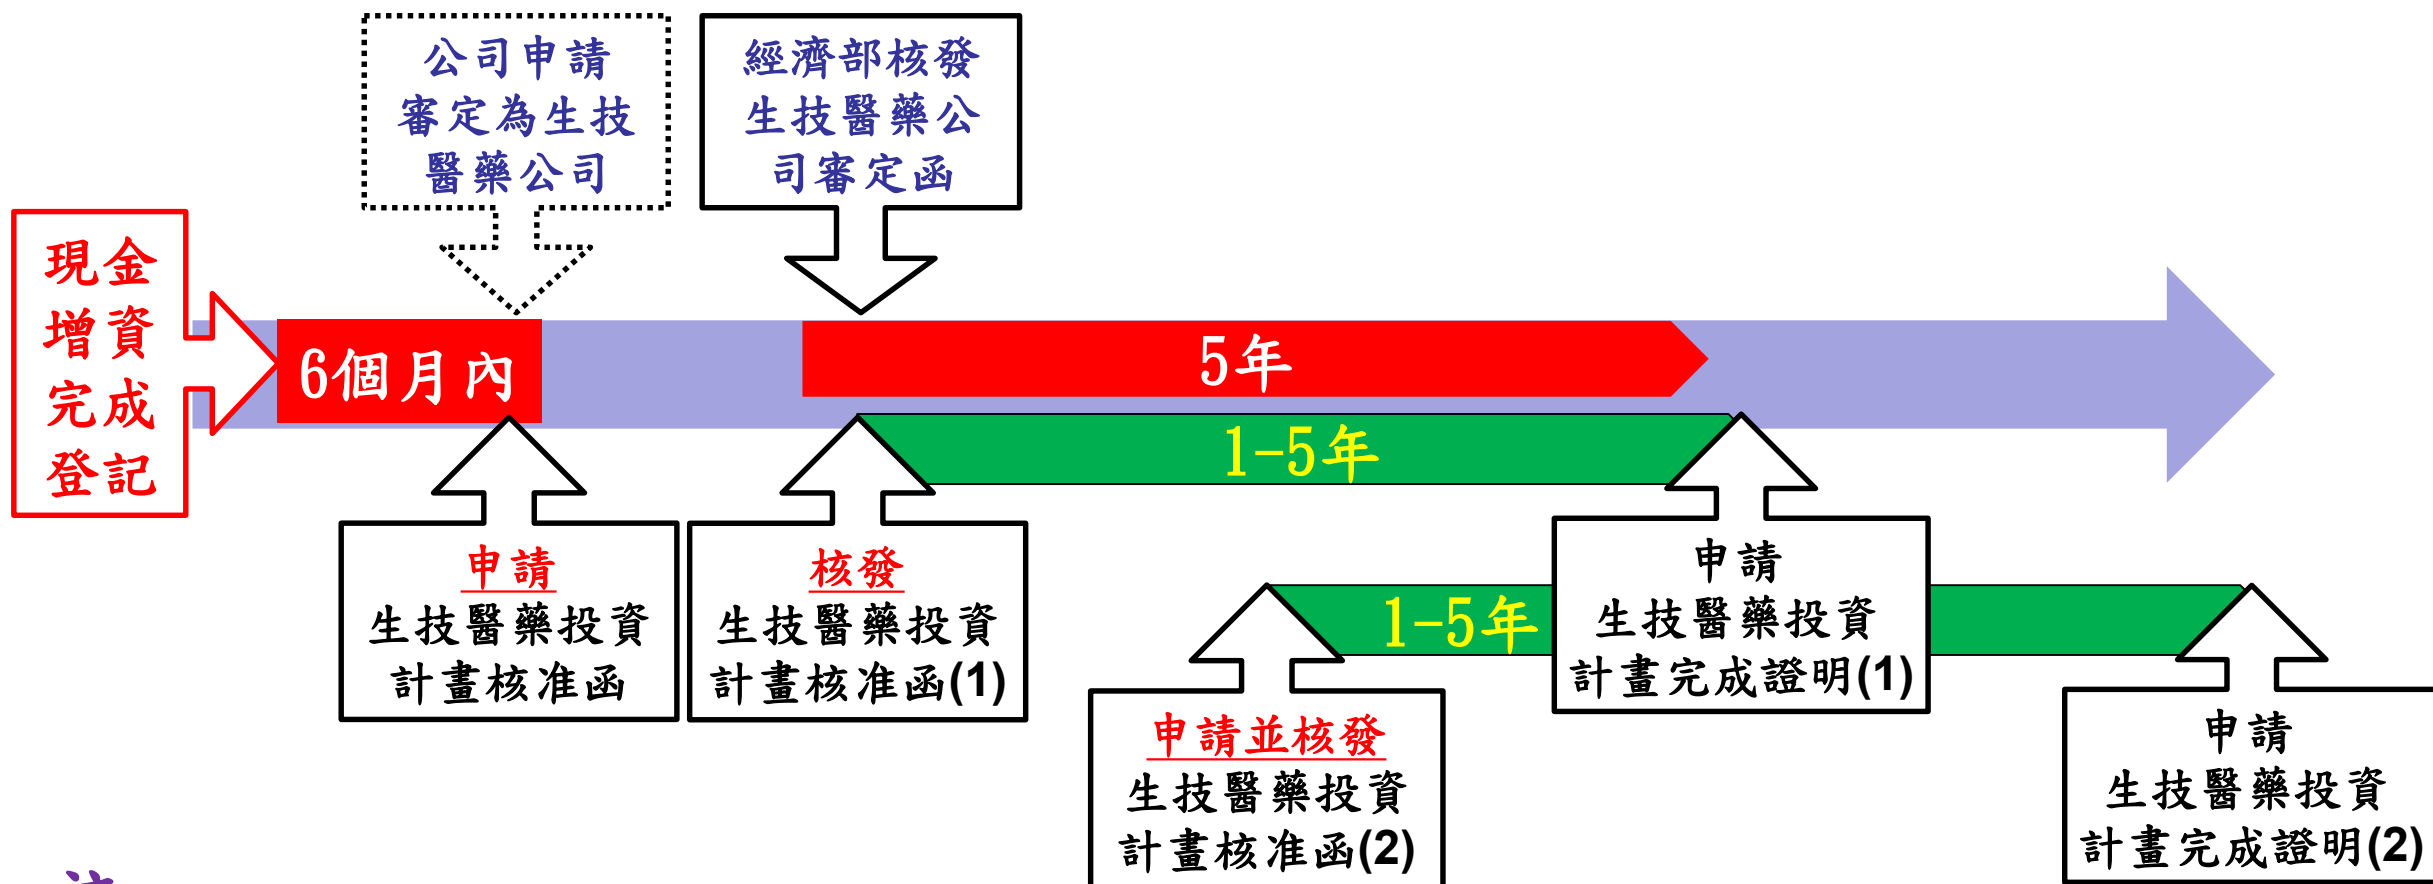 公司申請
審定為生技
醫藥公司
經濟部核發
生技醫藥公
司審定函
現金
增資
完成
登記
6個月內
5年
1-5年
申請
生技醫藥投資
計畫核准函
核發
生技醫藥投資
計畫核准函(1)
申請
生技醫藥投資
計畫完成證明(1)
1-5年
申請並核發
生技醫藥投資
計畫核准函(2)
申請
生技醫藥投資
計畫完成證明(2)